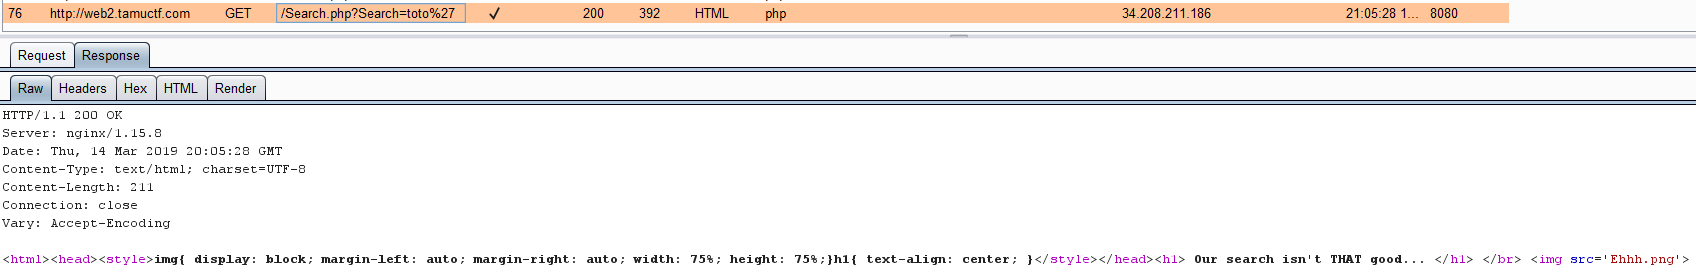 76 http://web2.tamuctf.com GET /Search.php?Search=toto%27 ✓ 200 392 HTML php 34.208.211.186 21:05:28 1... 8080
Request Response
Raw Headers Hex HTML Render
HTTP/1.1 200 OK
Server: nginx/1.15.8
Date: Thu, 14 Mar 2019 20:05:28 GMT
Content-Type: text/html; charset=UTF-8
Content-Length: 211
Connection: close
Vary: Accept-Encoding
<html><head><style>img{ display: block; margin-left: auto; margin-right: auto; width: 75%; height: 75%;}h1{ text-align: center; }</style></head><h1> Our search isn't THAT good... </h1> </br> <img src='Ehhh.png'>